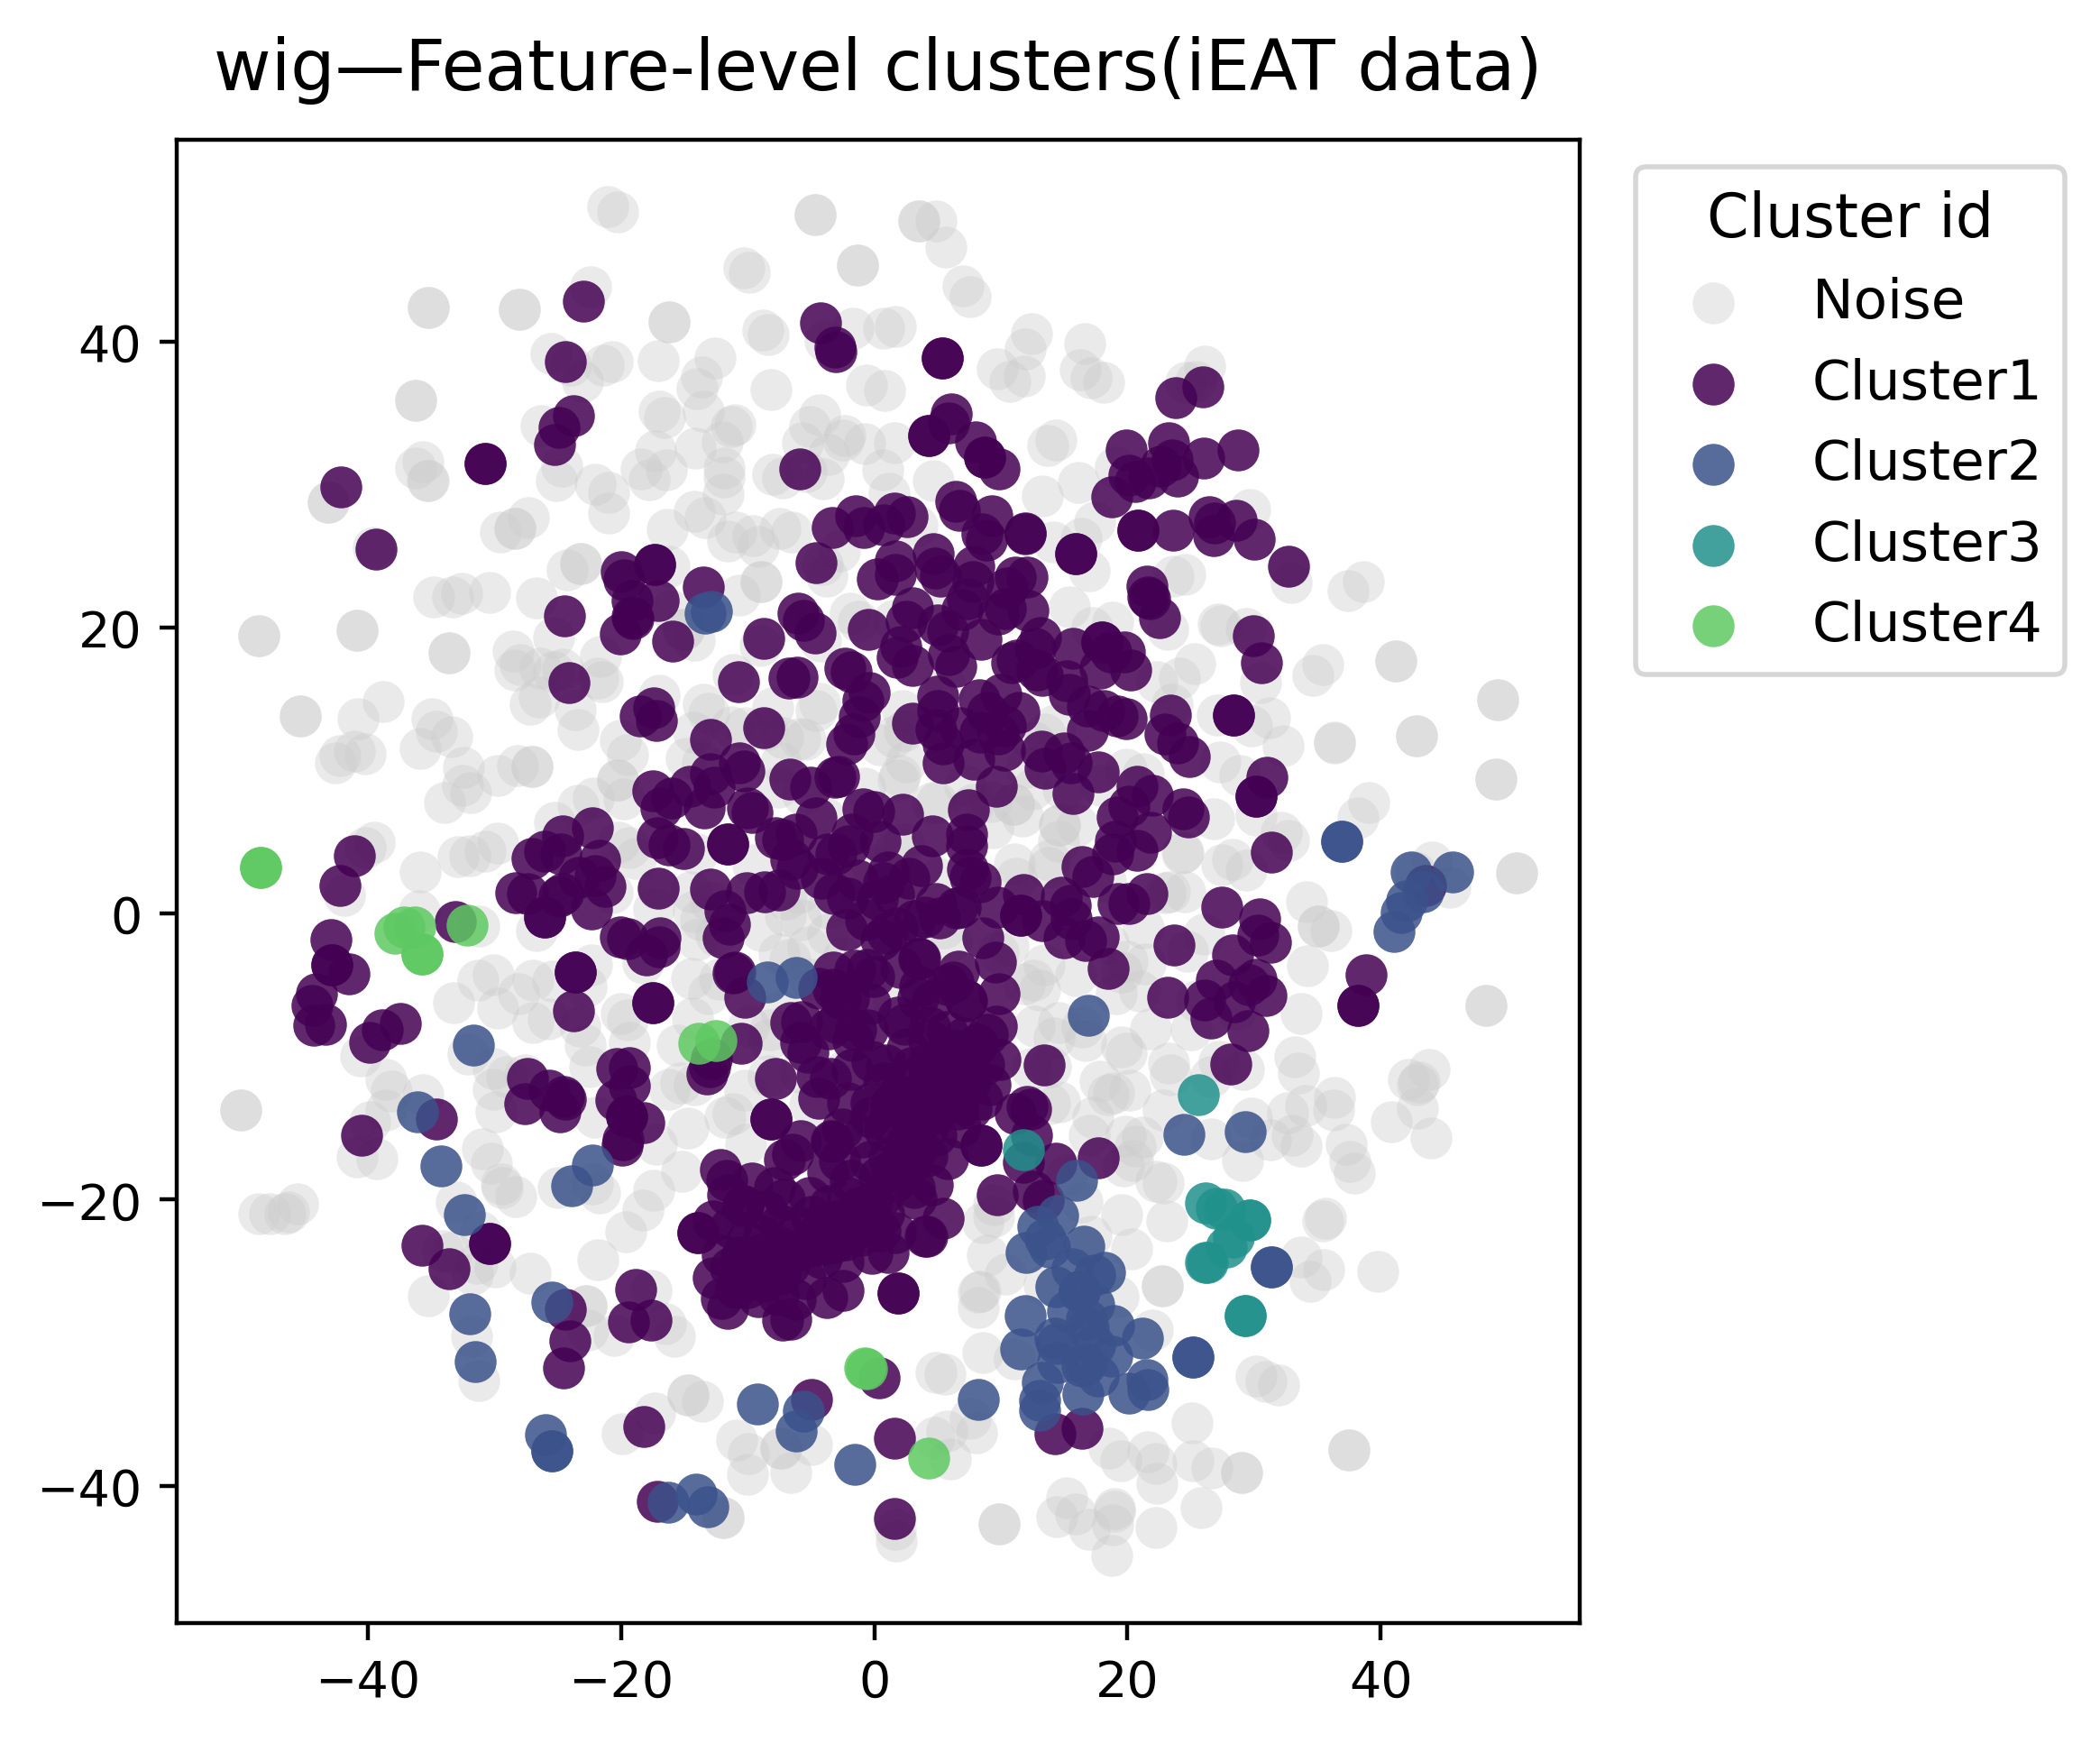 wig—Feature-level clusters(iEAT data)
Cluster id
Noise
Cluster1
Cluster2
Cluster3
Cluster4
40
20
0
−20
−40
−40 −20 0 20 40